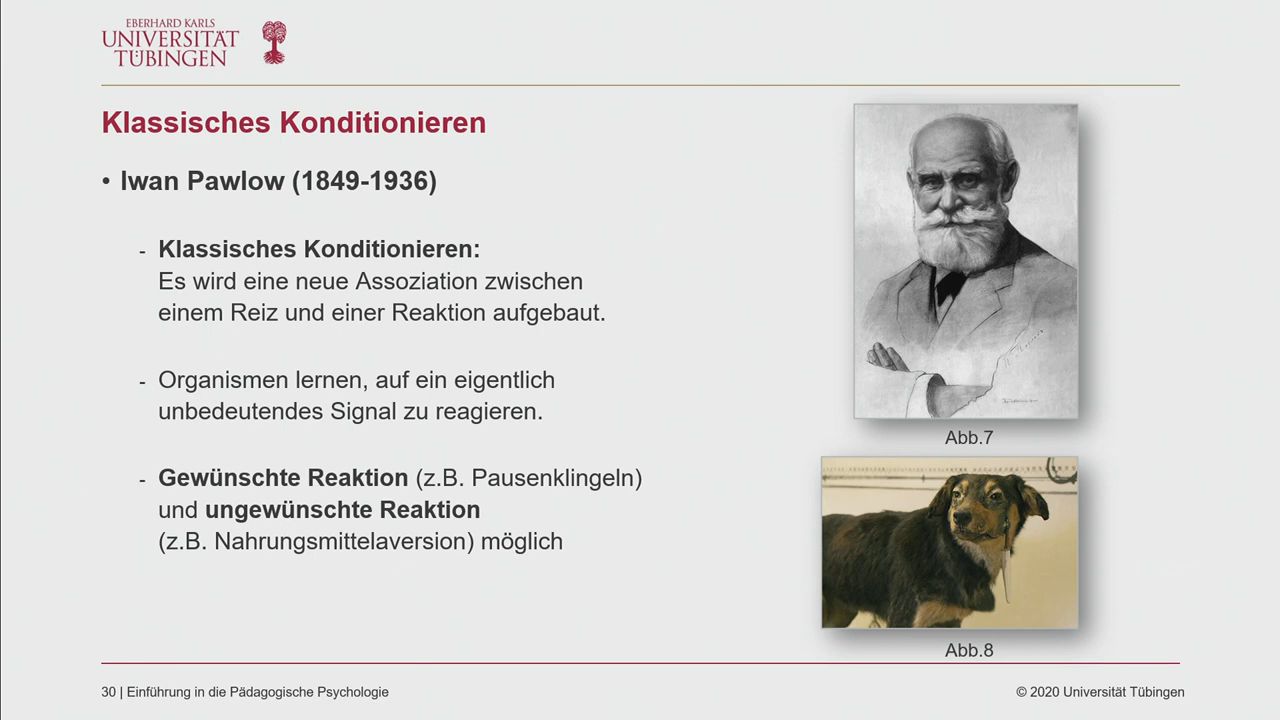 EBERHARD KARLS
UNIVERSITÄT
TÜBINGEN
Klassisches Konditionieren
• Iwan Pawlow (1849-1936)
- Klassisches Konditionieren:
Es wird eine neue Assoziation zwischen
einem Reiz und einer Reaktion aufgebaut.
- Organismen lernen, auf ein eigentlich
unbedeutendes Signal zu reagieren.
- Gewünschte Reaktion (z.B. Pausenklingeln)
und ungewünschte Reaktion
(z.B. Nahrungsmittelaversion) möglich
Abb.7
Abb.8
30 | Einführung in die Pädagogische Psychologie
© 2020 Universität Tübingen